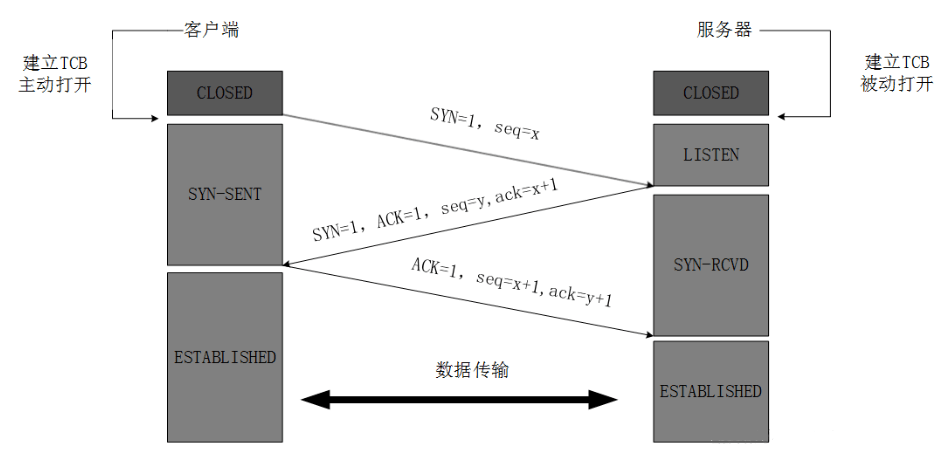 客户端
服务器
建立TCB
主动打开
建立TCB
被动打开
CLOSED
CLOSED
SYN=1, seq=x
LISTEN
SYN-SENT
SYN=1, ACK=1, seq=y,ack=x+1
SYN-RCVD
ACK=1, seq=x+1,ack=y+1
ESTABLISHED
数据传输
ESTABLISHED